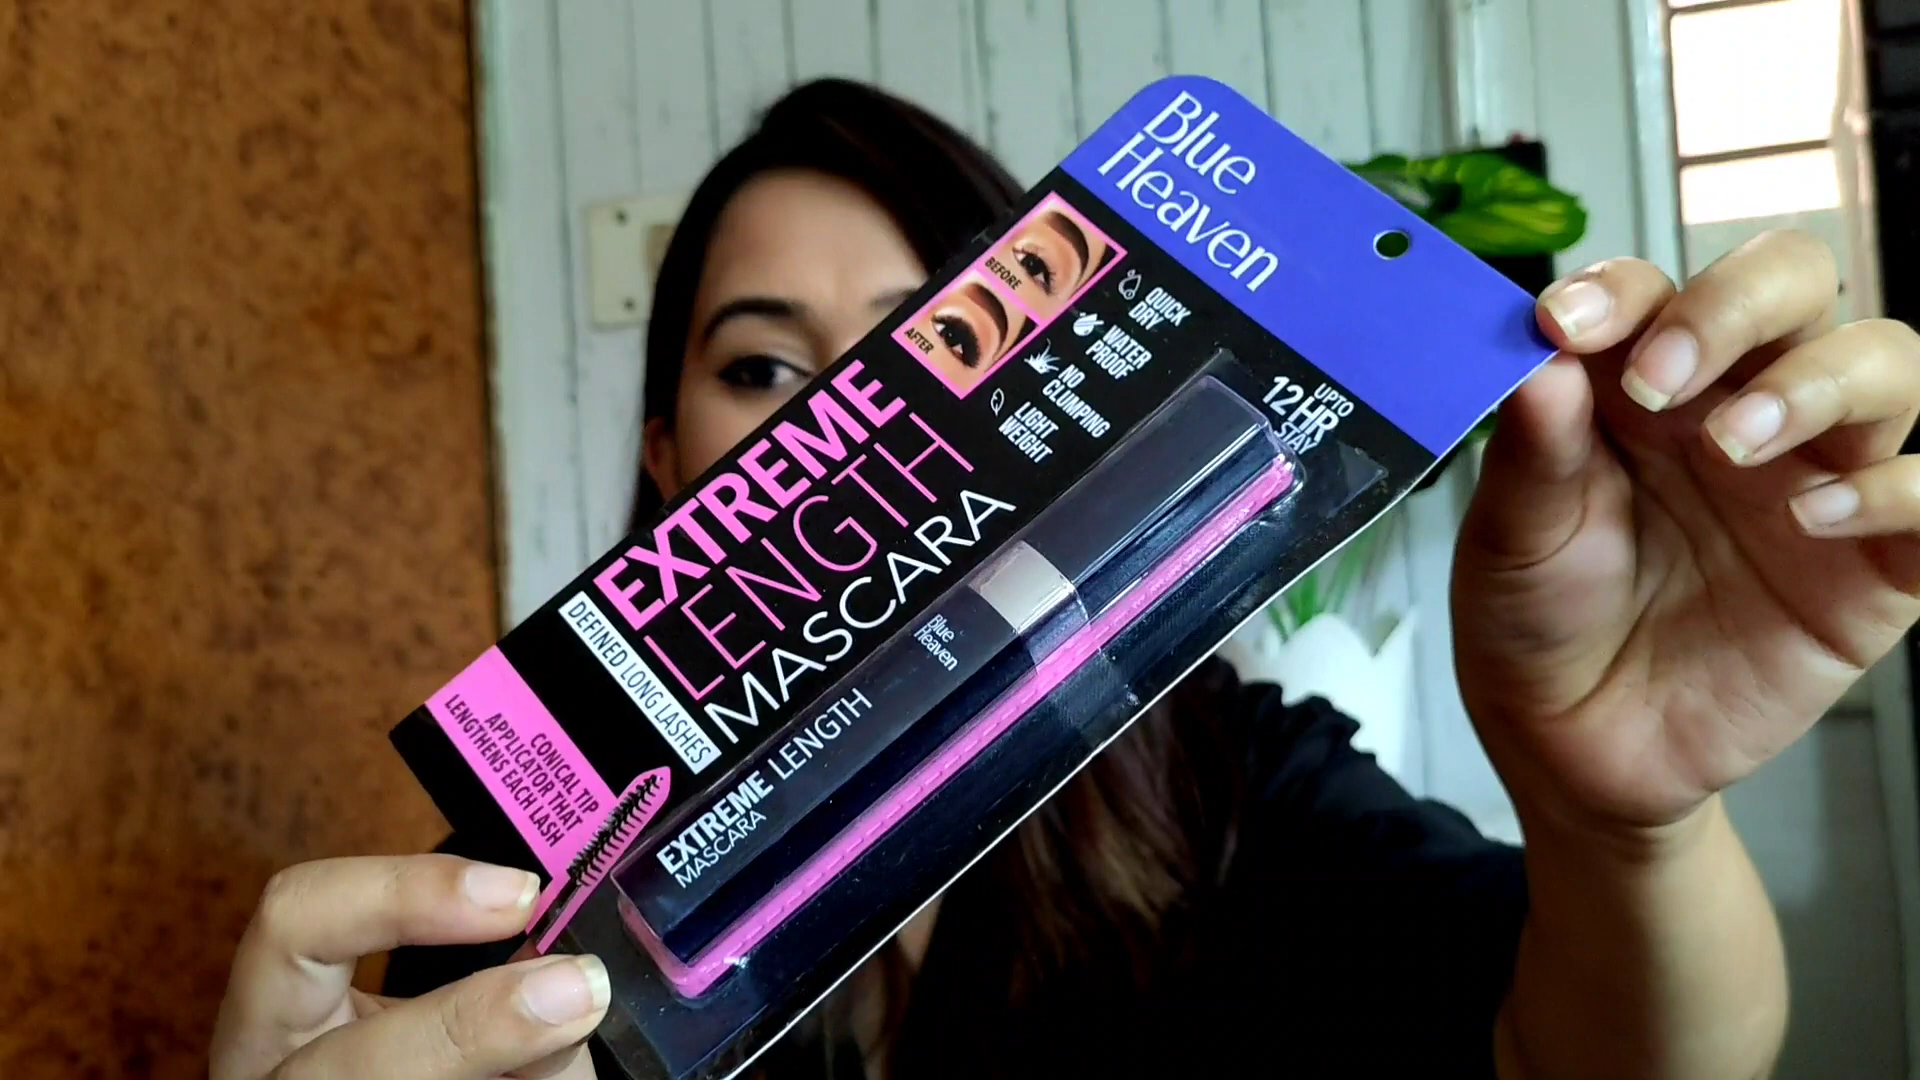 Blue
Heaven
BEFORE
AFTER
QUICK
DRY
WATER
PROOF
NO
CLUMPING
LIGHT
WEIGHT
UPTO
12HR
STAY
EXTREME
LENGTH
MASCARA
DEFINED LONG LASHES
CONICAL TIP
APPLICATOR THAT
LENGTHENS EACH LASH
Blue
Heaven
EXTREME LENGTH
MASCARA